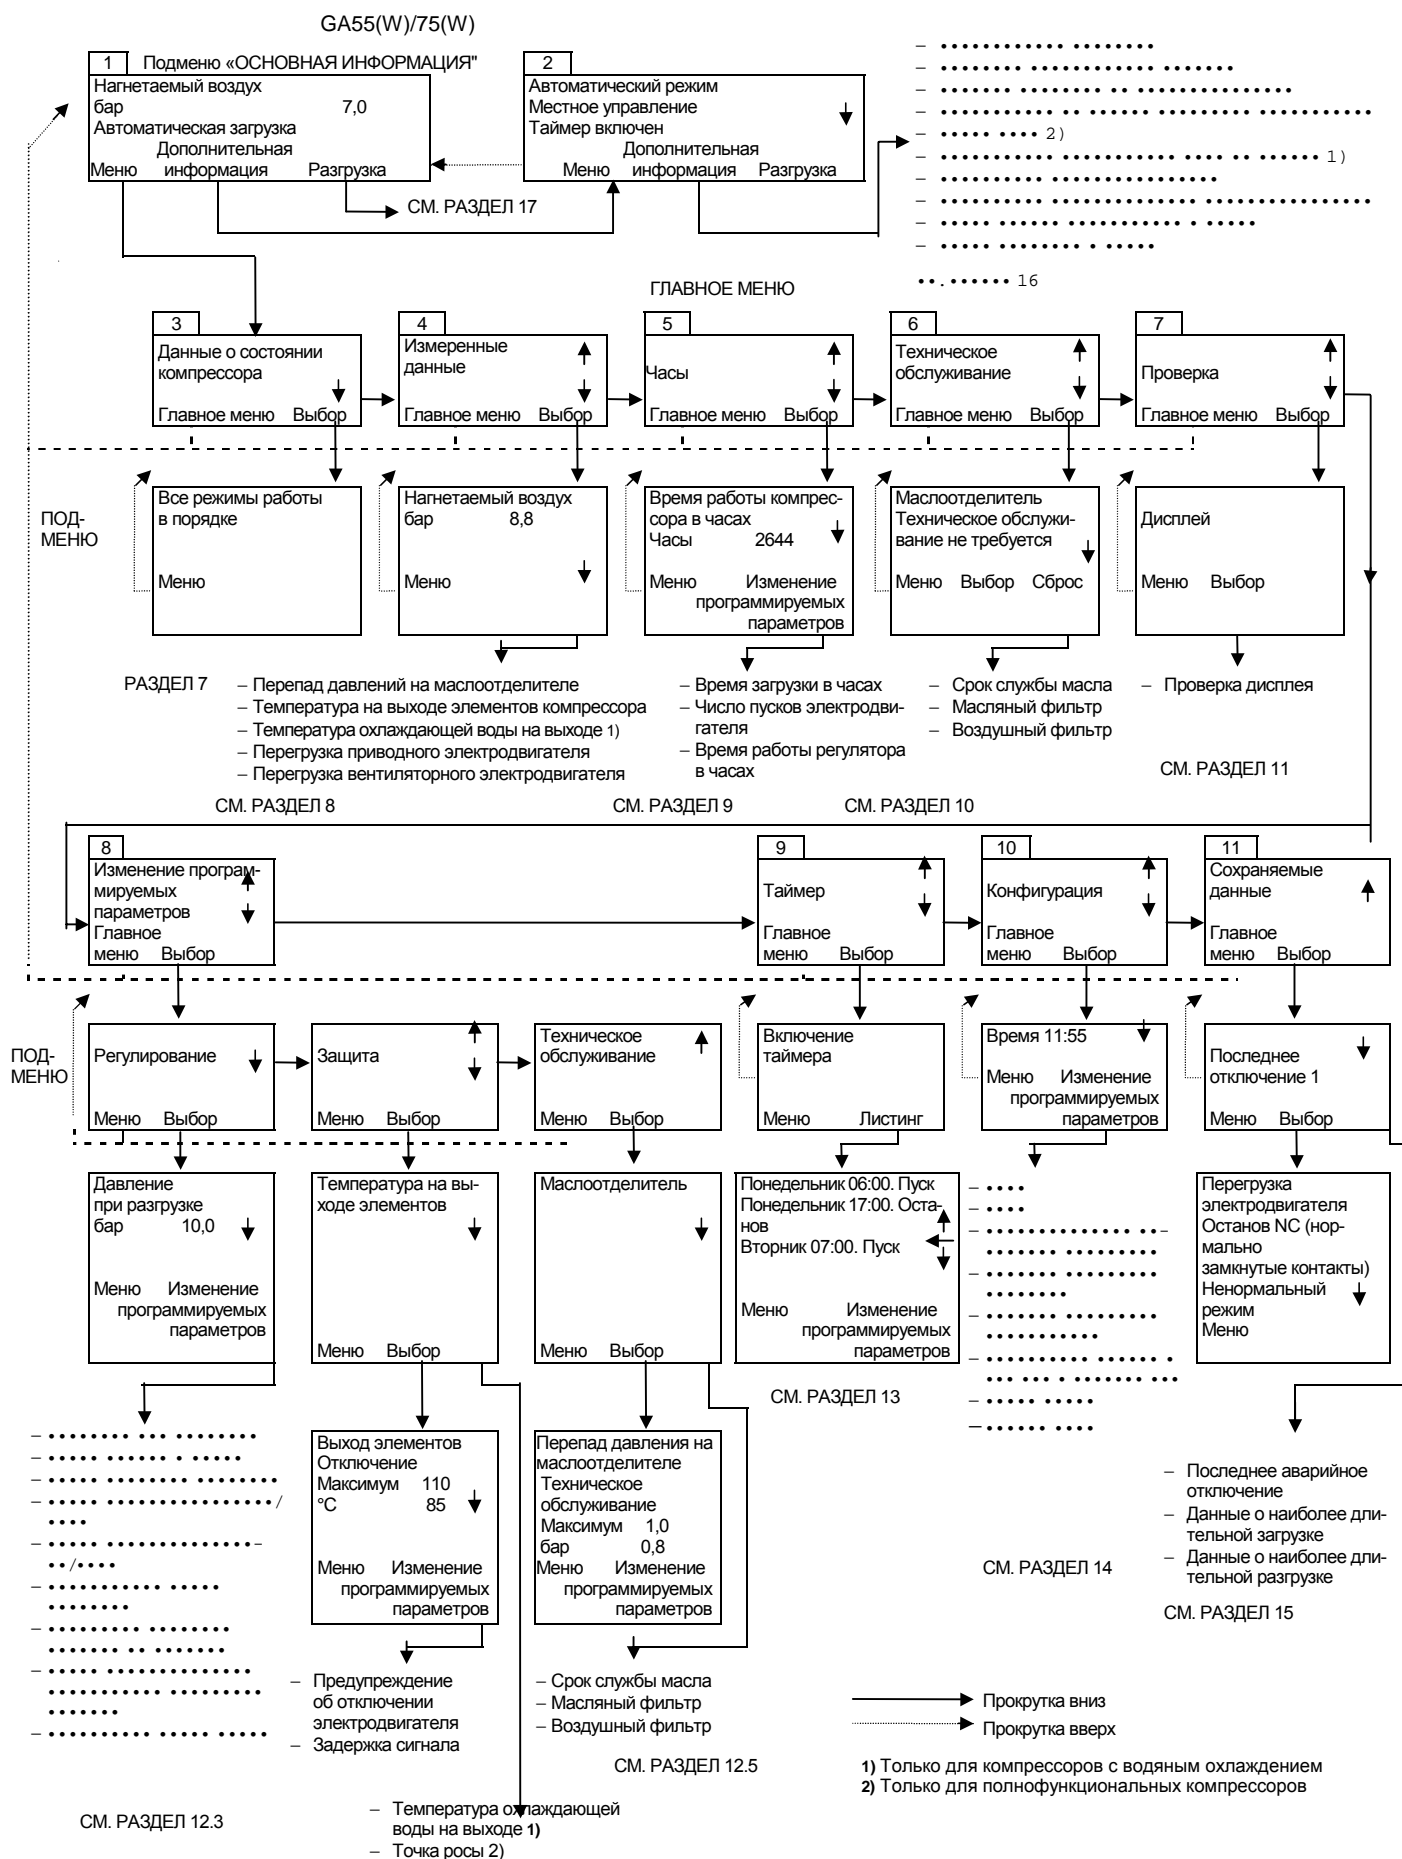 GA55(W)/75(W)
1
Подменю «ОСНОВНАЯ ИНФОРМАЦИЯ"
Нагнетаемый воздух
бар 7,0
Автоматическая загрузка
Дополнительная
Меню информация Разгрузка
2
Автоматический режим
Местное управление
Таймер включен
Дополнительная
Меню информация Разгрузка
СМ. РАЗДЕЛ 17
2)
1)
16
ГЛАВНОЕ МЕНЮ
3
Данные о состоянии
компрессора
Главное меню Выбор
4
Измеренные
данные
Главное меню Выбор
5
Часы
Главное меню Выбор
6
Техническое
обслуживание
Главное меню Выбор
7
Проверка
Главное меню Выбор
ПОД-
МЕНЮ
Все режимы работы
в порядке
Меню
Нагнетаемый воздух
бар 8,8
Меню
Время работы компрес-
сора в часах
Часы 2644
Меню Изменение
программируемых
параметров
Маслоотделитель
Техническое обслужи-
вание не требуется
Меню Выбор Сброс
Дисплей
Меню Выбор
РАЗДЕЛ 7
– Перепад давлений на маслоотделителе
– Температура на выходе элементов компрессора
– Температура охлаждающей воды на выходе 1)
– Перегрузка приводного электродвигателя
– Перегрузка вентиляторного электродвигателя
– Время загрузки в часах
– Число пусков электродви-
гателя
– Время работы регулятора
в часах
– Срок службы масла
– Масляный фильтр
– Воздушный фильтр
– Проверка дисплея
СМ. РАЗДЕЛ 11
СМ. РАЗДЕЛ 8
СМ. РАЗДЕЛ 9
СМ. РАЗДЕЛ 10
8
Изменение програм-
мируемых
параметров
Главное
меню Выбор
9
Таймер
Главное
меню Выбор
10
Конфигурация
Главное
меню Выбор
11
Сохраняемые
данные
Главное
меню Выбор
ПОД-
МЕНЮ
Регулирование
Меню Выбор
Защита
Меню Выбор
Техническое
обслуживание
Меню Выбор
Включение
таймера
Меню Листинг
Время 11:55
Меню Изменение
программируемых
параметров
Последнее
отключение 1
Меню Выбор
Давление
при разгрузке
бар 10,0
Меню Изменение
программируемых
параметров
Температура на вы-
ходе элементов
Меню Выбор
Маслоотделитель
Меню Выбор
Понедельник 06:00. Пуск
Понедельник 17:00. Оста-
нов
Вторник 07:00. Пуск
Меню Изменение
программируемых
параметров
Перегрузка
электродвигателя
Останов NC (нор-
мально
замкнутые контакты)
Ненормальный
режим
Меню
СМ. РАЗДЕЛ 13
Выход элементов
Отключение
Максимум 110
°C 85
Меню Изменение
программируемых
параметров
Перепад давления на
маслоотделителе
Техническое
обслуживание
Максимум 1,0
бар 0,8
Меню Изменение
программируемых
параметров
СМ. РАЗДЕЛ 14
– Последнее аварийное
отключение
– Данные о наиболее дли-
тельной загрузке
– Данные о наиболее дли-
тельной разгрузке
СМ. РАЗДЕЛ 15
– Предупреждение
об отключении
электродвигателя
– Задержка сигнала
– Срок службы масла
– Масляный фильтр
– Воздушный фильтр
СМ. РАЗДЕЛ 12.5
Прокрутка вниз
Прокрутка вверх
1) Только для компрессоров с водяным охлаждением
2) Только для полнофункциональных компрессоров
СМ. РАЗДЕЛ 12.3
– Температура охлаждающей
воды на выходе 1)
– Точка росы 2)